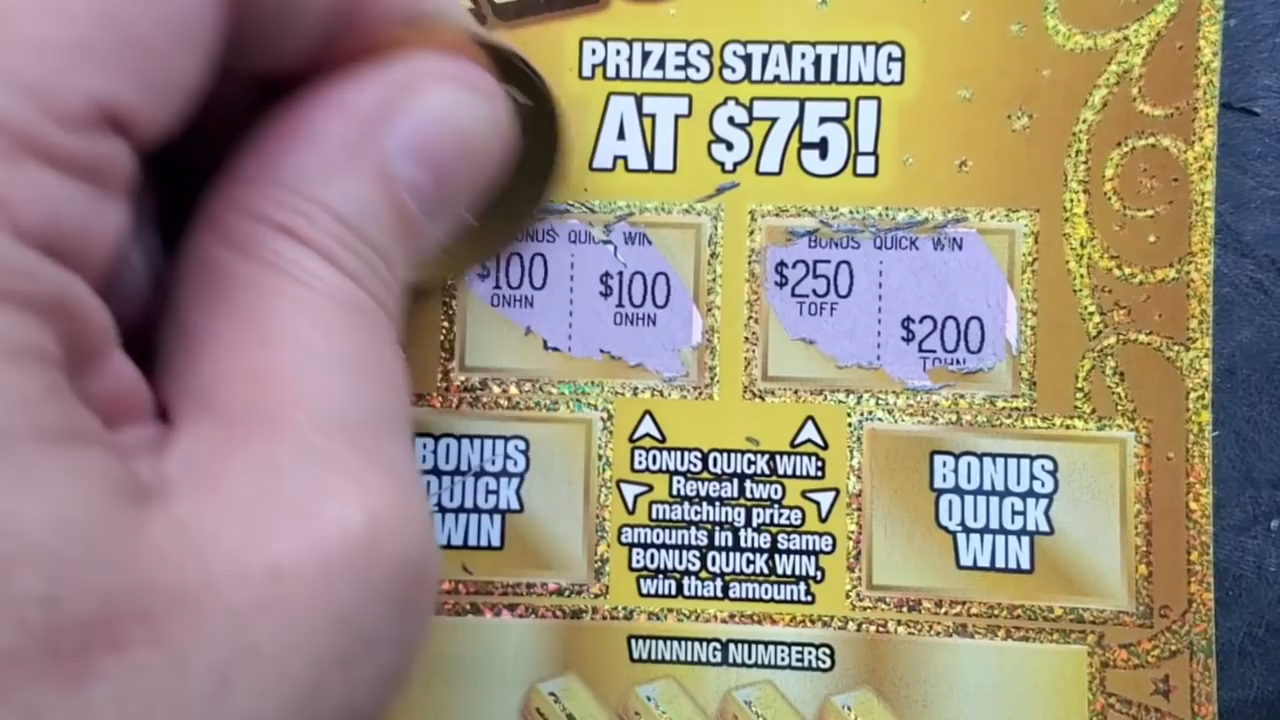 PRIZES STARTING
AT $75!
BONUS QUICK WIN
$100 $100
ONHN ONHN
BONUS QUICK WIN
$250 $200
TOFF TOHN
BONUS
QUICK
WIN
BONUS QUICK WIN:
Reveal two
matching prize
amounts in the same
BONUS QUICK WIN,
win that amount.
BONUS
QUICK
WIN
WINNING NUMBERS